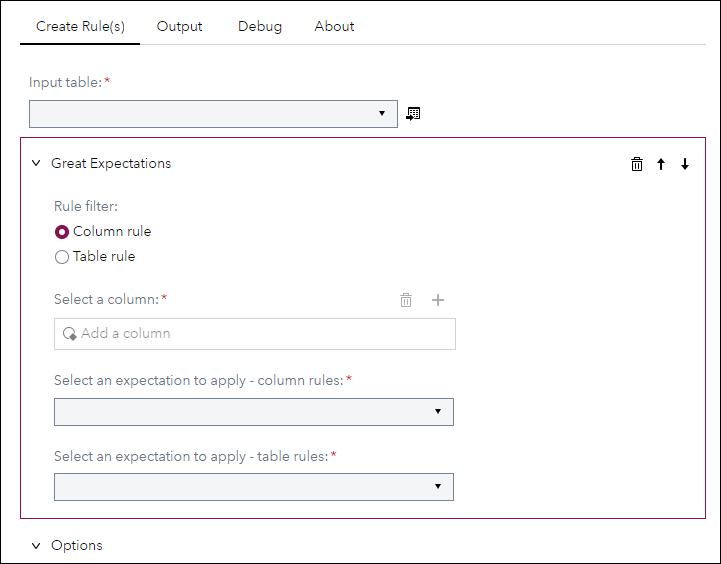 Create Rule(s) Output Debug About
Input table:*
Great Expectations
Rule filter:
Column rule
Table rule
Select a column:*
Add a column
Select an expectation to apply - column rules:*
Select an expectation to apply - table rules:*
Options